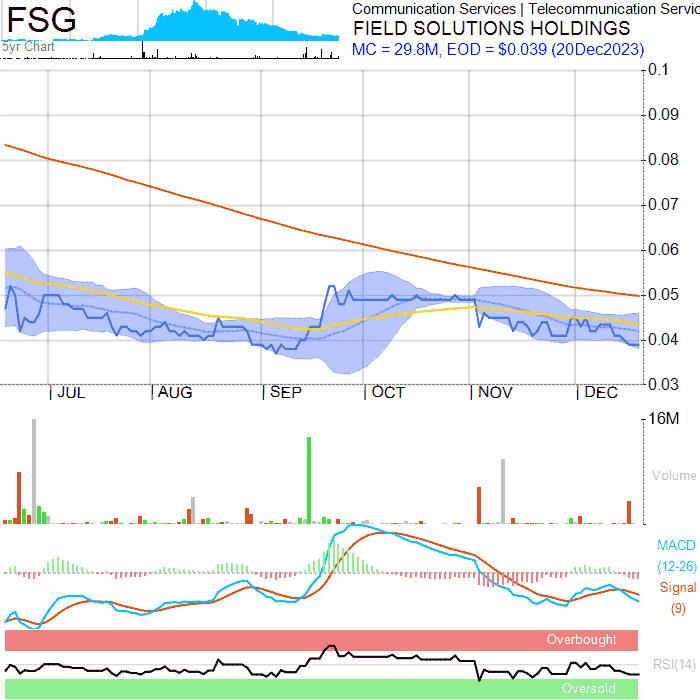 FSG
5yr Chart
Communication Services | Telecommunication Servic
FIELD SOLUTIONS HOLDINGS
MC = 29.8M, EOD = $0.039 (20Dec2023)
0.1
0.09
0.08
0.07
0.06
0.05
0.04
0.03
JUL
AUG
SEP
OCT
NOV
DEC
16M
Volume
MACD
(12-26)
Signal
(9)
Overbought
RSI(14)
Oversold